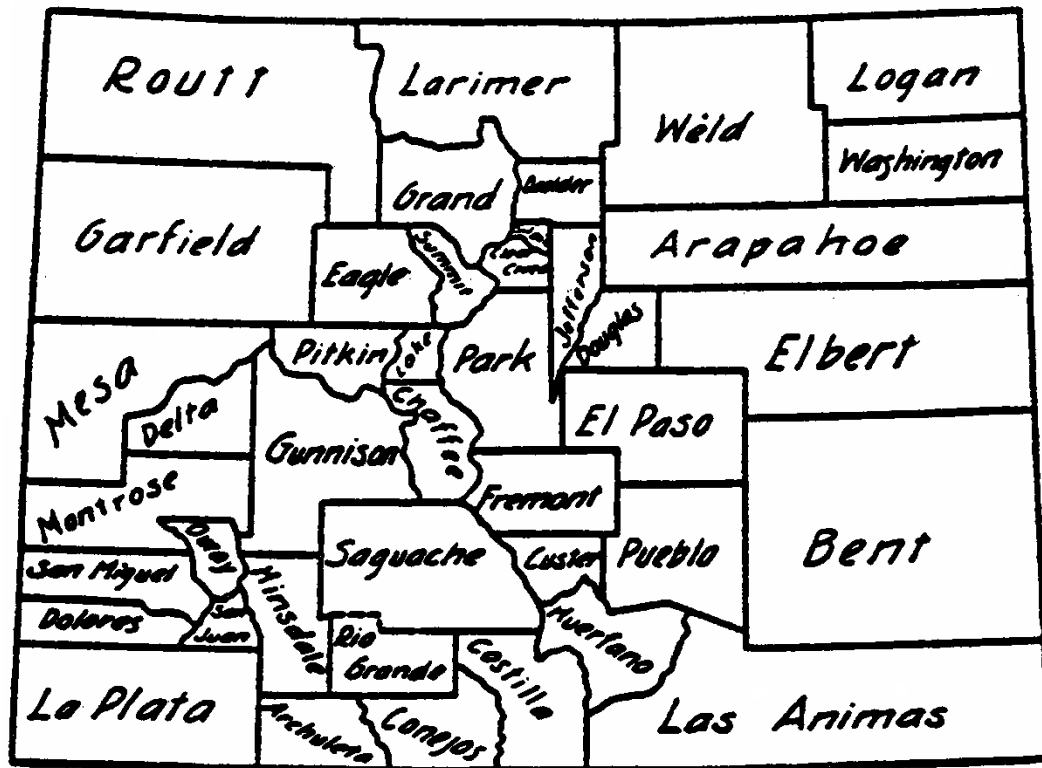 Routt
Larimer
Weld
Logan
Washington
Grand
Boulder
Garfield
Eagle
Summit
Clear
Creek
Jefferson
Arapahoe
Mesa
Pitkin
Lake
Park
Douglas
Elbert
Delta
Gunnison
Chaffee
El Paso
Montrose
Fremont
Ouray
Saguache
Custer
Pueblo
Bent
San Miguel
Hinsdale
Dolores
San
Juan
Rio
Grande
Costilla
Huerfano
La Plata
Archuleta
Conejos
Las Animas